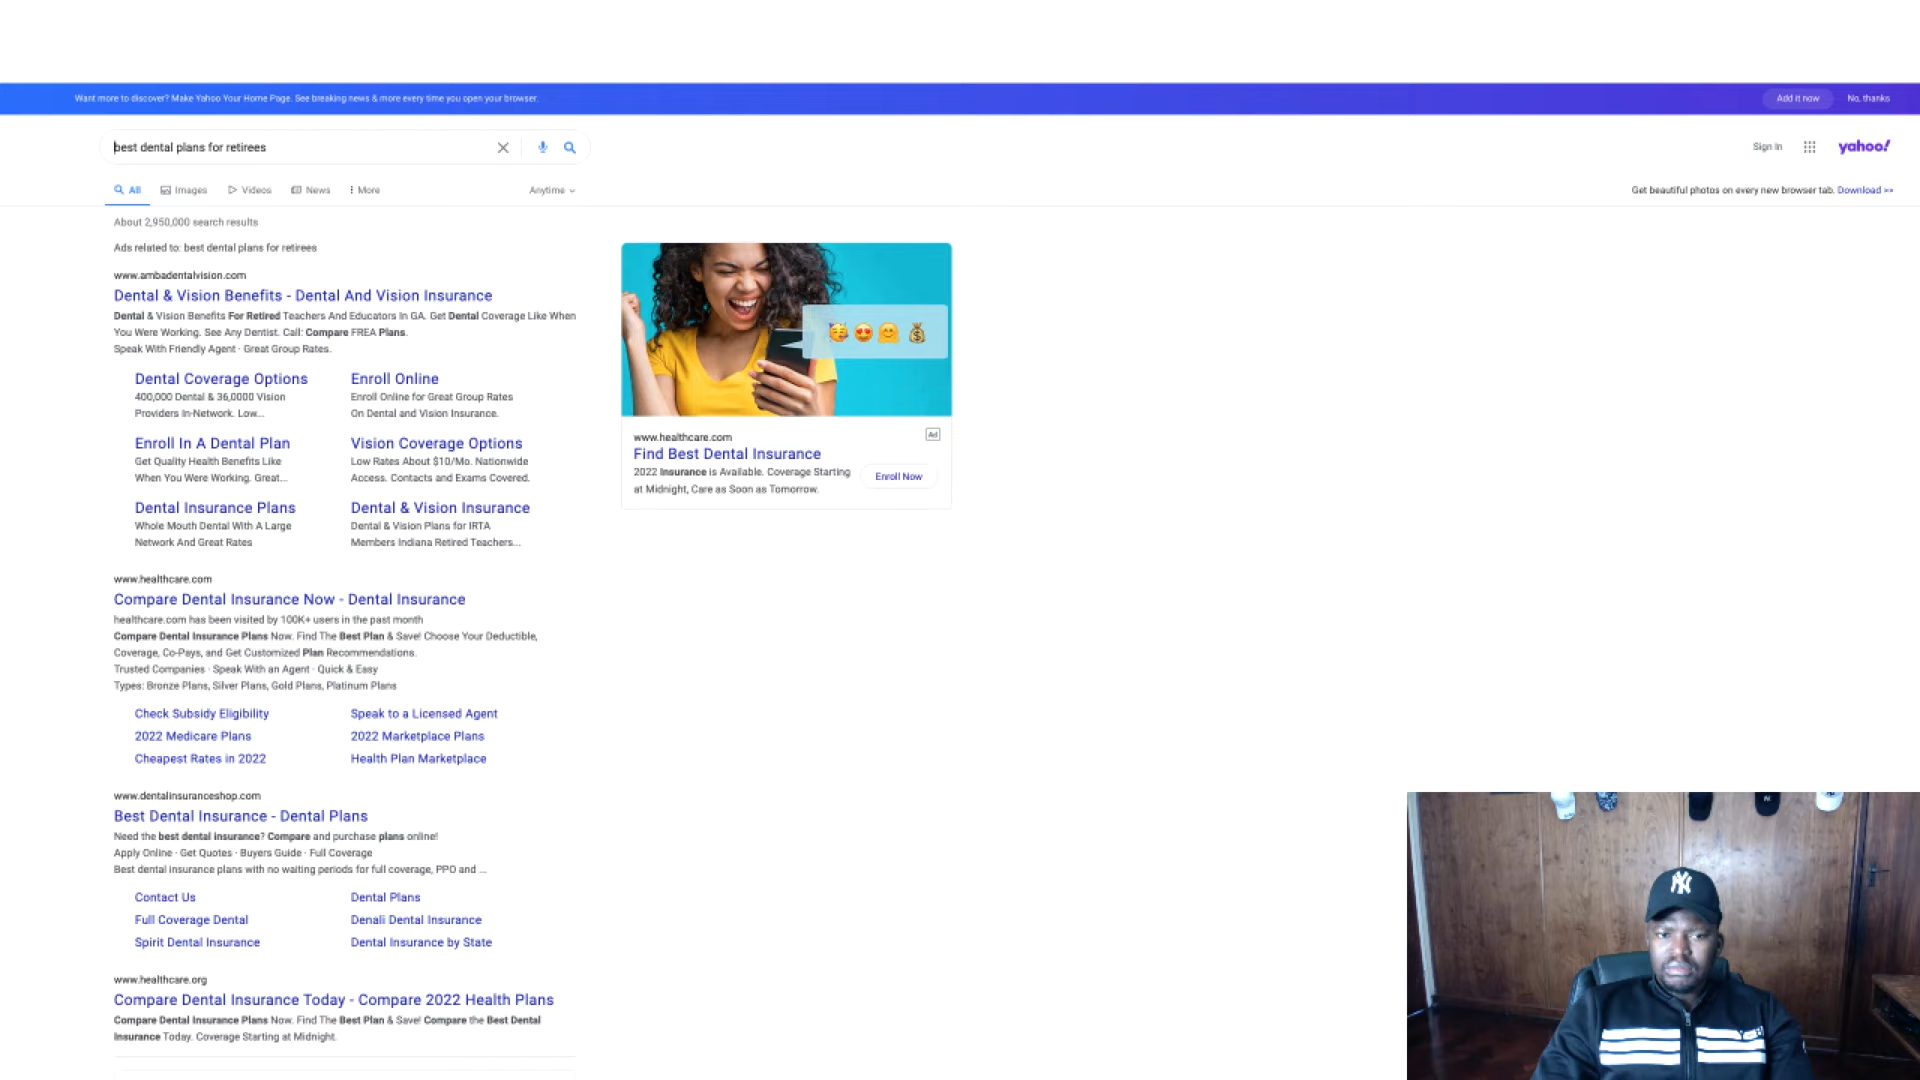 Want more to discover? Make Yahoo Your Home Page. See breaking news & more every time you open your browser.
Add it now
No, thanks
best dental plans for retirees
Sign In
yahoo!
All
Images
Videos
News
More
Anytime
Get beautiful photos on every new browser tab. Download >>
About 2,950,000 search results
Ads related to: best dental plans for retirees
www.ambadentalvision.com
Dental & Vision Benefits - Dental And Vision Insurance
Dental & Vision Benefits For Retired Teachers And Educators In GA. Get Dental Coverage Like When
You Were Working. See Any Dentist. Call: Compare FREA Plans.
Speak With Friendly Agent · Great Group Rates.
Dental Coverage Options
400,000 Dental & 36,0000 Vision
Providers In-Network. Low...
Enroll Online
Enroll Online for Great Group Rates
On Dental and Vision Insurance.
Enroll In A Dental Plan
Get Quality Health Benefits Like
When You Were Working. Great...
Vision Coverage Options
Low Rates About $10/Mo. Nationwide
Access. Contacts and Exams Covered.
Dental Insurance Plans
Whole Mouth Dental With A Large
Network And Great Rates
Dental & Vision Insurance
Dental & Vision Plans for IRTA
Members Indiana Retired Teachers...
www.healthcare.com
Compare Dental Insurance Now - Dental Insurance
healthcare.com has been visited by 100K+ users in the past month
Compare Dental Insurance Plans Now. Find The Best Plan & Save! Choose Your Deductible,
Coverage, Co-Pays, and Get Customized Plan Recommendations.
Trusted Companies · Speak With an Agent · Quick & Easy
Types: Bronze Plans, Silver Plans, Gold Plans, Platinum Plans
Check Subsidy Eligibility
Speak to a Licensed Agent
2022 Medicare Plans
2022 Marketplace Plans
Cheapest Rates in 2022
Health Plan Marketplace
www.dentalinsuranceshop.com
Best Dental Insurance - Dental Plans
Need the best dental insurance? Compare and purchase plans online!
Apply Online · Get Quotes · Buyers Guide · Full Coverage
Best dental insurance plans with no waiting periods for full coverage, PPO and ...
Contact Us
Dental Plans
Full Coverage Dental
Denali Dental Insurance
Spirit Dental Insurance
Dental Insurance by State
www.healthcare.org
Compare Dental Insurance Today - Compare 2022 Health Plans
Compare Dental Insurance Plans Now. Find The Best Plan & Save! Compare the Best Dental
Insurance Today. Coverage Starting at Midnight.
www.healthcare.com
Ad
Find Best Dental Insurance
2022 Insurance is Available. Coverage Starting
at Midnight, Care as Soon as Tomorrow.
Enroll Now
NY